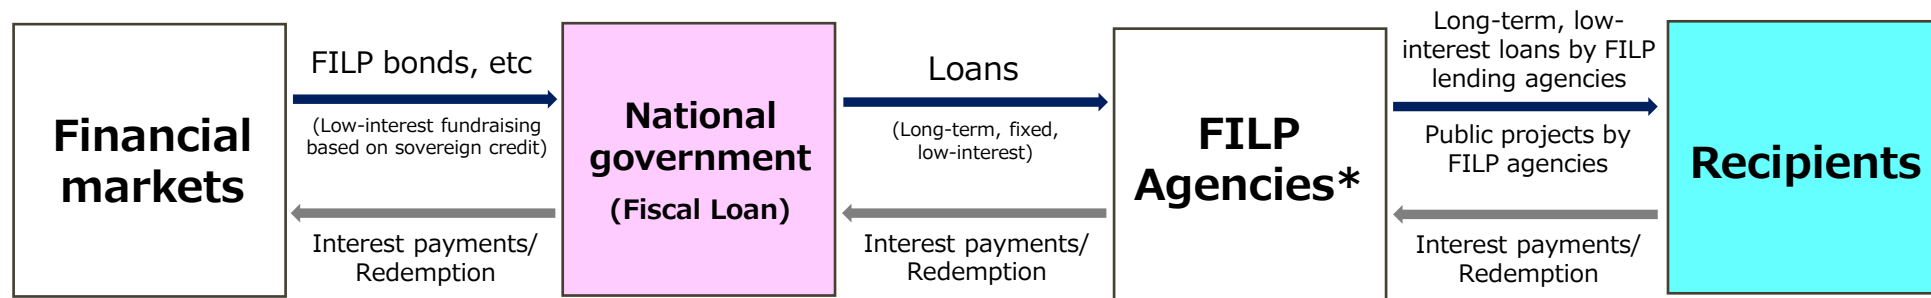 Financial
markets
FILP bonds, etc
(Low-interest fundraising
based on sovereign credit)
Interest payments/
Redemption
National
government
(Fiscal Loan)
Loans
(Long-term, fixed,
low-interest)
Interest payments/
Redemption
FILP
Agencies*
Long-term, low-
interest loans by FILP
lending agencies
Public projects by
FILP agencies
Interest payments/
Redemption
Recipients